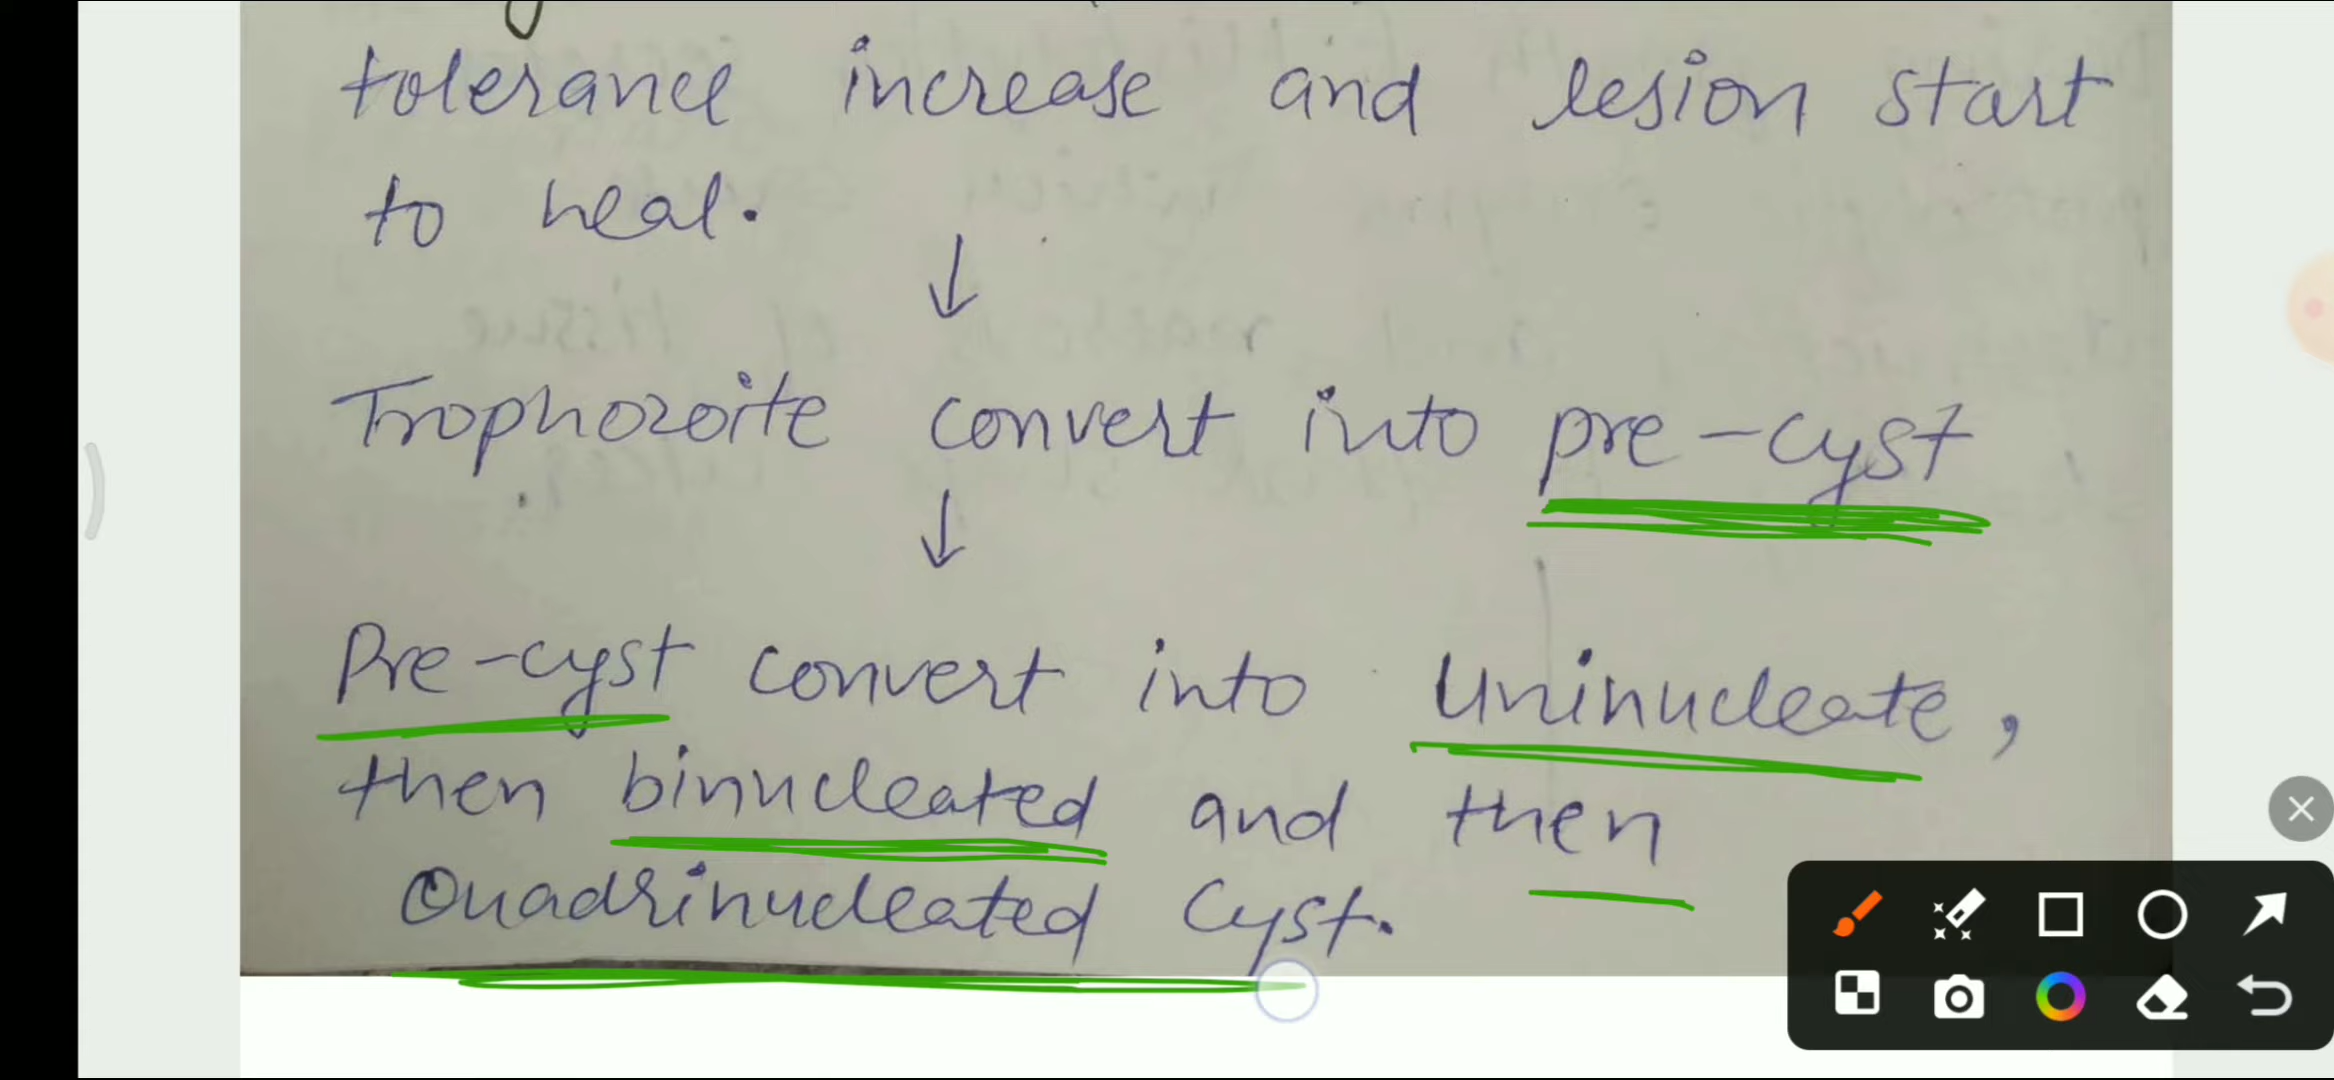 tolerance increase and lesion start
to heal.
↓
Trophozoite convert into pre-cyst
↓
Pre-cyst convert into Uninucleate,
then binucleated and then
Quadrinucleated Cyst.